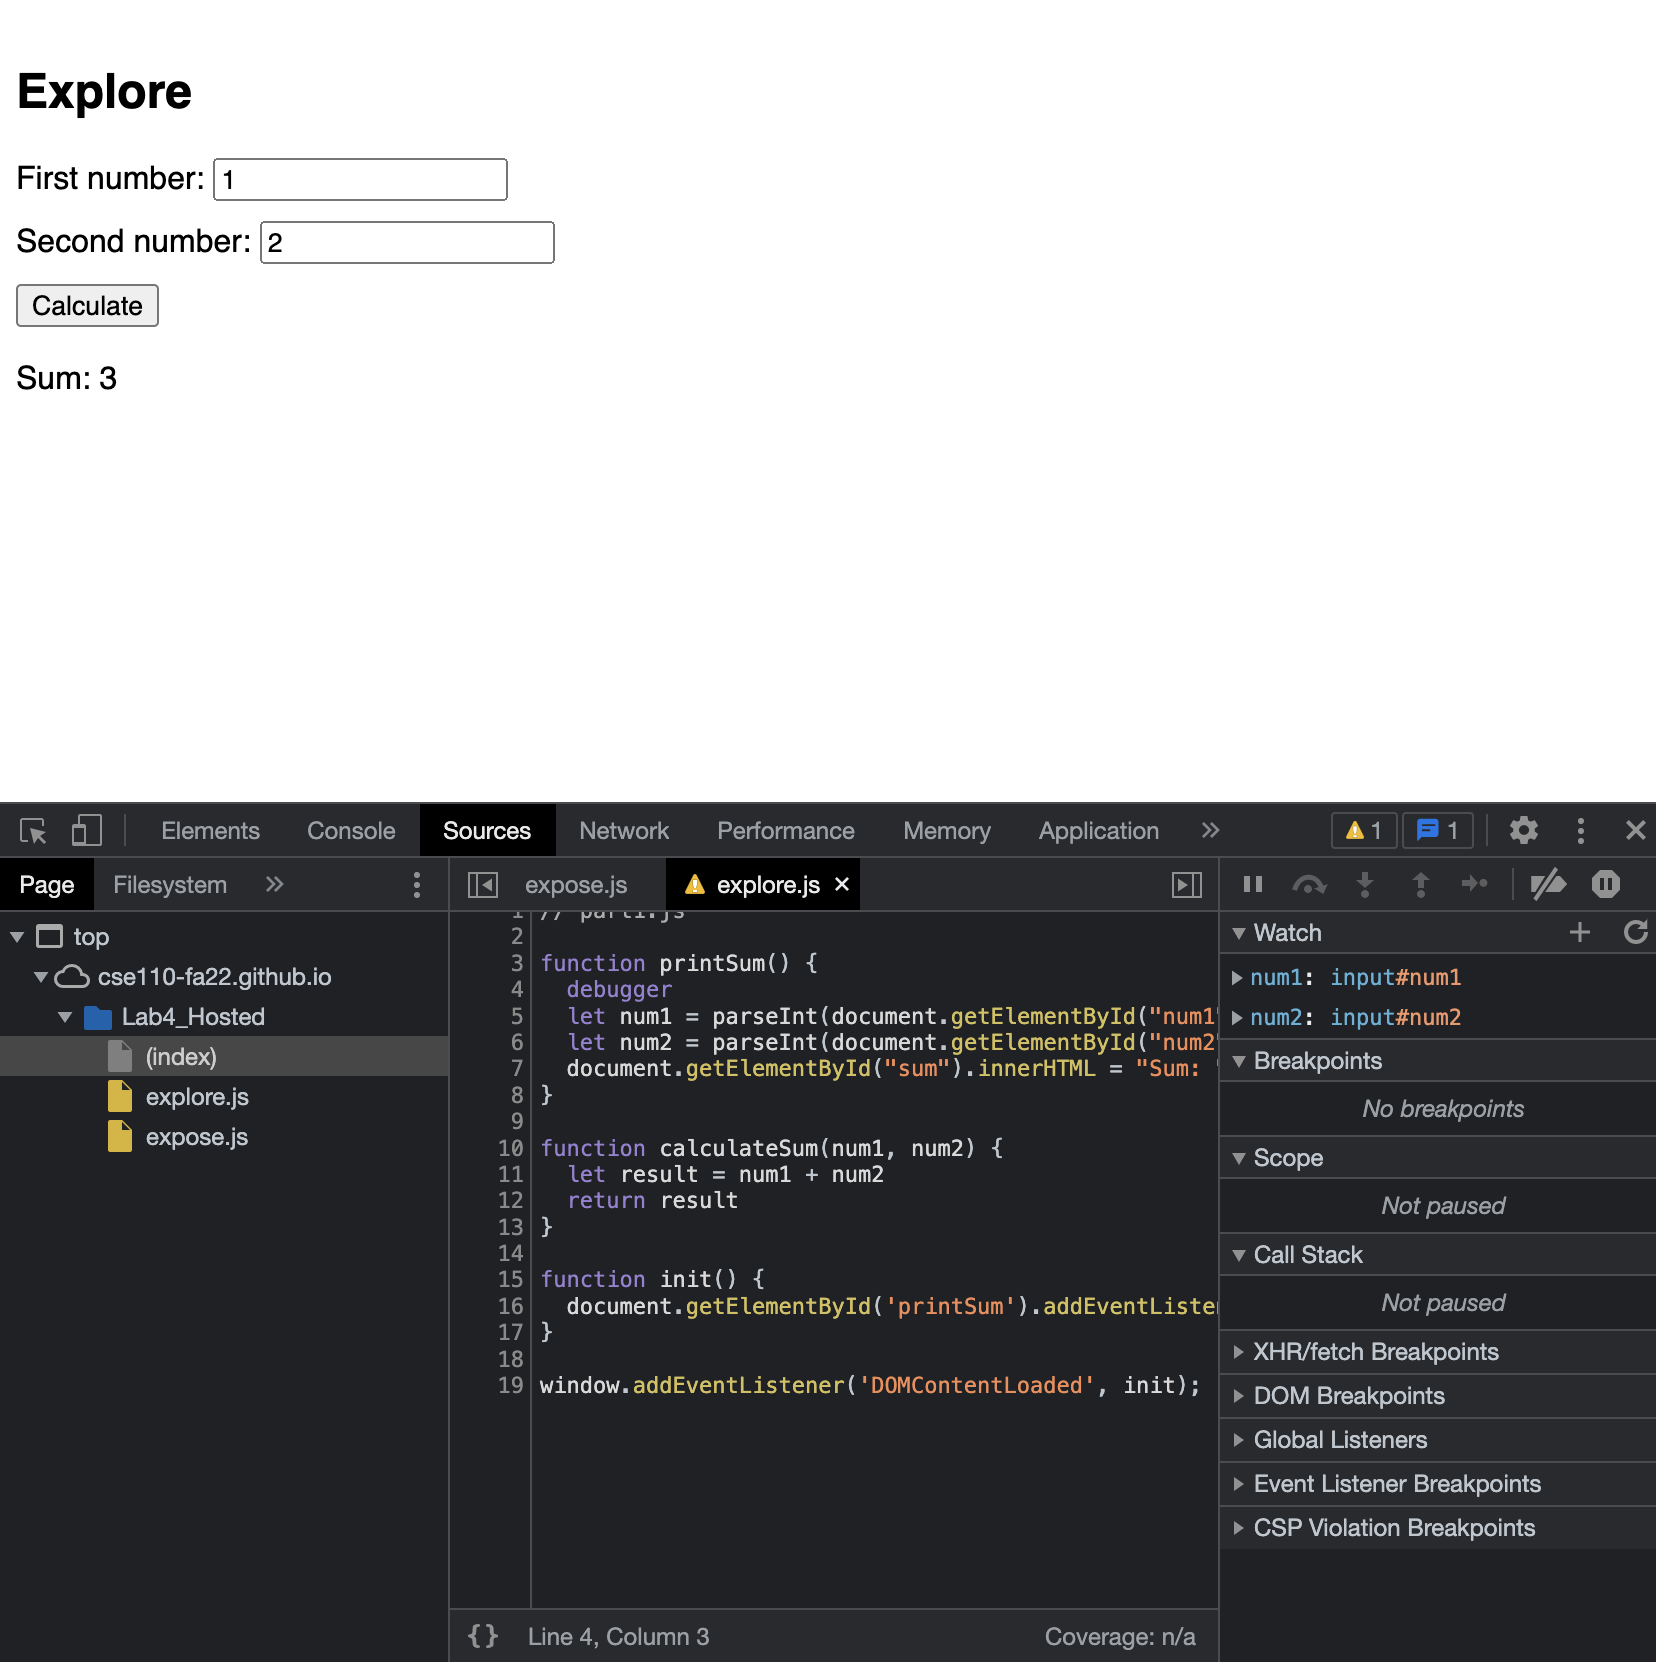 Explore
First number: 1
Second number: 2
Calculate
Sum: 3
Elements Console Sources Network Performance Memory Application » 1 1
Page Filesystem »
expose.js explore.js ×
top
cse110-fa22.github.io
Lab4_Hosted
(index)
explore.js
expose.js
1 // part1.js
2
3 function printSum() {
4   debugger
5   let num1 = parseInt(document.getElementById("num1"
6   let num2 = parseInt(document.getElementById("num2"
7   document.getElementById("sum").innerHTML = "Sum: "
8 }
9
10 function calculateSum(num1, num2) {
11   let result = num1 + num2
12   return result
13 }
14
15 function init() {
16   document.getElementById('printSum').addEventListe
17 }
18
19 window.addEventListener('DOMContentLoaded', init);
{} Line 4, Column 3 Coverage: n/a
Watch
num1: input#num1
num2: input#num2
Breakpoints
No breakpoints
Scope
Not paused
Call Stack
Not paused
XHR/fetch Breakpoints
DOM Breakpoints
Global Listeners
Event Listener Breakpoints
CSP Violation Breakpoints